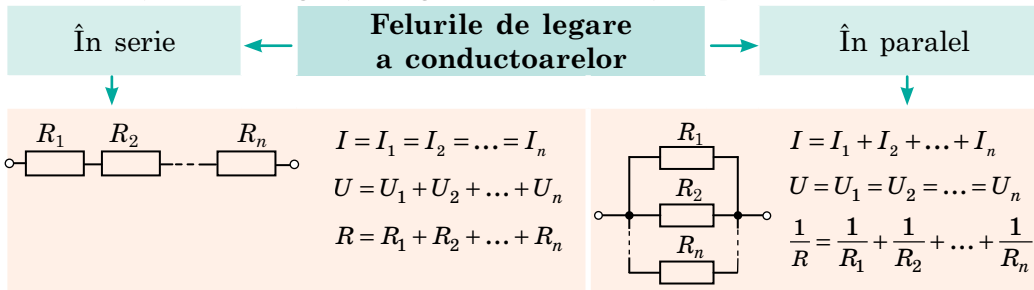 În serie
Felurile de legare
a conductoarelor
În paralel
R₁ R₂ Rₙ
I = I₁ = I₂ = ... = Iₙ
U = U₁ + U₂ + ... + Uₙ
R = R₁ + R₂ + ... + Rₙ
R₁
R₂
Rₙ
I = I₁ + I₂ + ... + Iₙ
U = U₁ = U₂ = ... = Uₙ
1/R = 1/R₁ + 1/R₂ + ... + 1/Rₙ